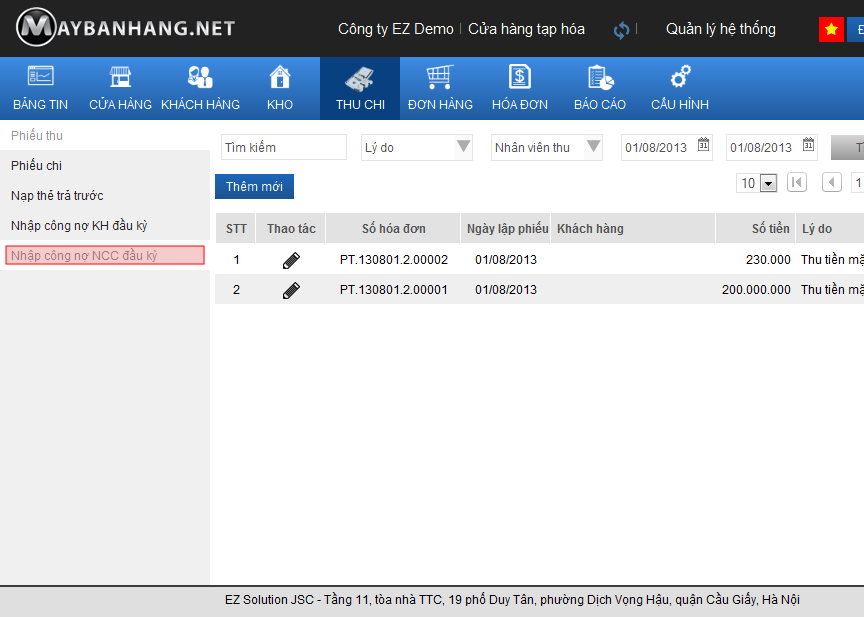 MAYBANHANG.NET
Công ty EZ Demo | Cửa hàng tạp hóa | Quản lý hệ thống
BẢNG TIN CỬA HÀNG KHÁCH HÀNG KHO THU CHI ĐƠN HÀNG HÓA ĐƠN BÁO CÁO CẤU HÌNH
Phiếu thu
Phiếu chi
Nạp thẻ trả trước
Nhập công nợ KH đầu kỳ
Nhập công nợ NCC đầu kỳ
Tìm kiếm Lý do Nhân viên thu 01/08/2013 01/08/2013
Thêm mới 10 1
STT Thao tác Số hóa đơn Ngày lập phiếu Khách hàng Số tiền Lý do
1 PT.130801.2.00002 01/08/2013 230.000 Thu tiền
2 PT.130801.2.00001 01/08/2013 200.000.000 Thu tiền
EZ Solution JSC - Tầng 11, tòa nhà TTC, 19 phố Duy Tân, phường Dịch Vọng Hậu, quận Cầu Giấy, Hà Nội